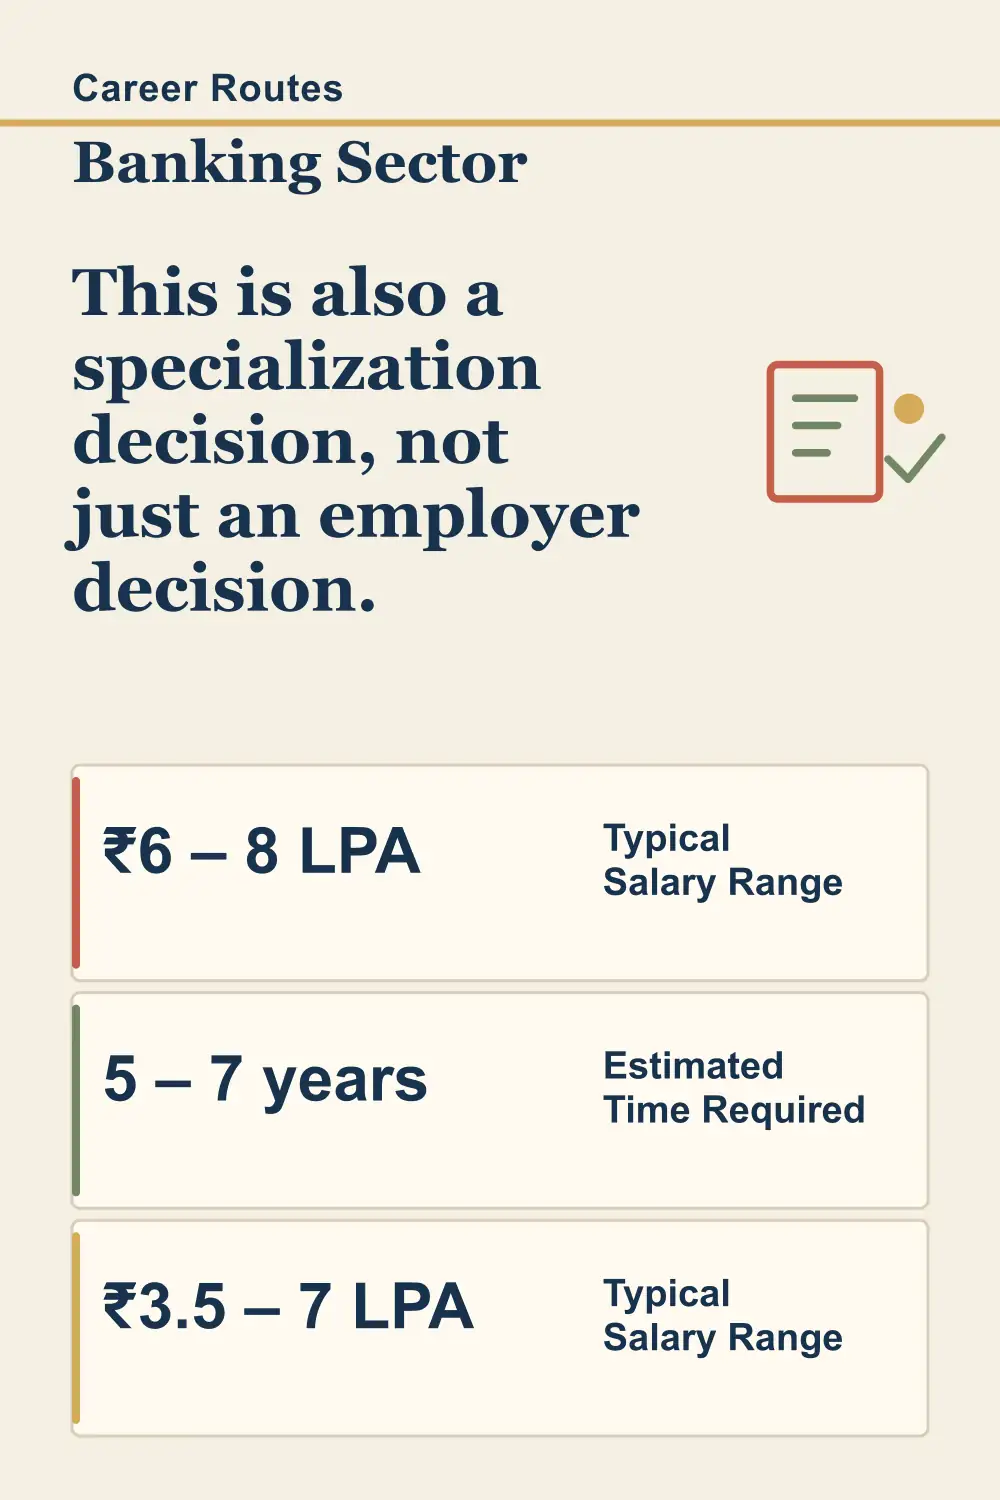 Career Routes
Banking Sector
This is also a
specialization
decision, not
just an employer
decision.
₹6 – 8 LPA
Typical
Salary Range
5 – 7 years
Estimated
Time Required
₹3.5 – 7 LPA
Typical
Salary Range